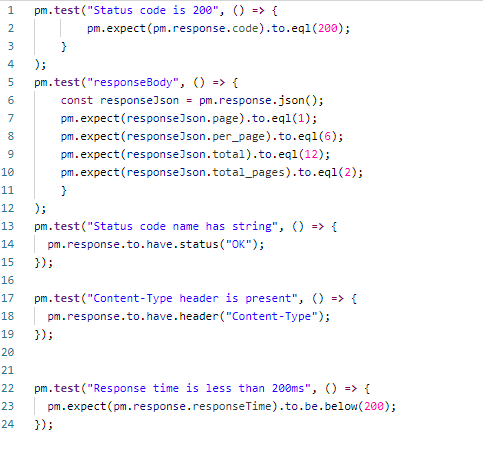 1 pm.test("Status code is 200", () => {
2 pm.expect(pm.response.code).to.eql(200);
3 }
4 );
5 pm.test("responseBody", () => {
6 const responseJson = pm.response.json();
7 pm.expect(responseJson.page).to.eql(1);
8 pm.expect(responseJson.per_page).to.eql(6);
9 pm.expect(responseJson.total).to.eql(12);
10 pm.expect(responseJson.total_pages).to.eql(2);
11 }
12 );
13 pm.test("Status code name has string", () => {
14 pm.response.to.have.status("OK");
15 });
16
17 pm.test("Content-Type header is present", () => {
18 pm.response.to.have.header("Content-Type");
19 });
20
21
22 pm.test("Response time is less than 200ms", () => {
23 pm.expect(pm.response.responseTime).to.be.below(200);
24 });